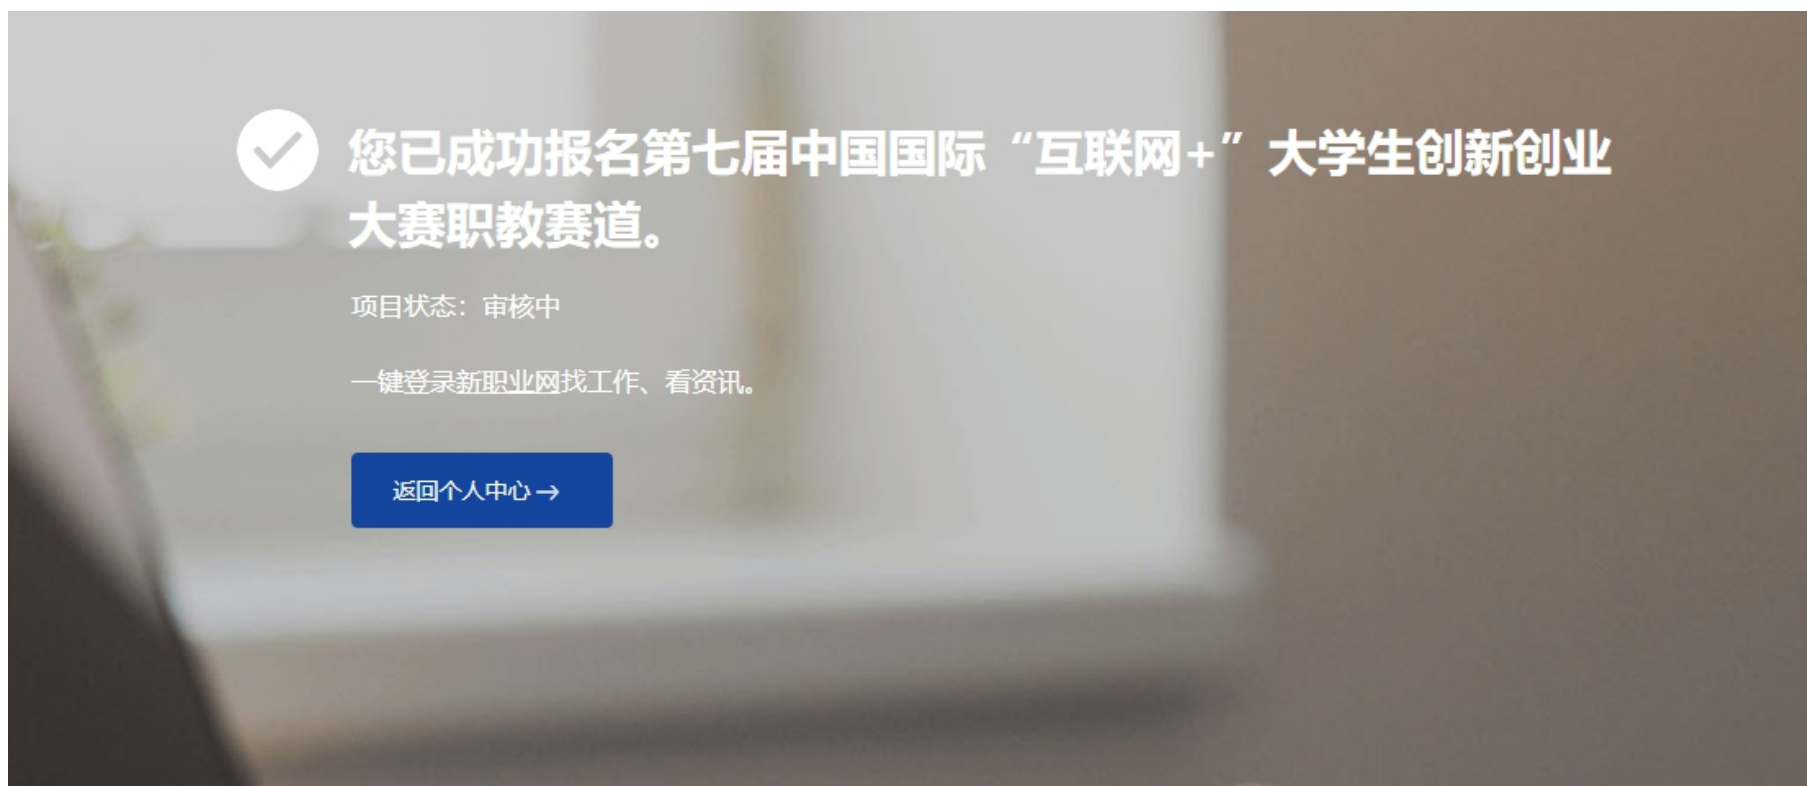 您已成功报名第七届中国国际“互联网+”大学生创新创业
大赛职教赛道。
项目状态：审核中
一键登录新职业网找工作、看资讯。
返回个人中心→